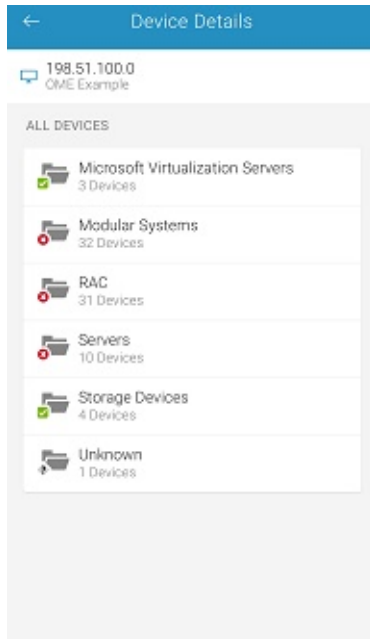 Device Details
198.51.100.0
OME Example
ALL DEVICES
Microsoft Virtualization Servers
3 Devices
Modular Systems
32 Devices
RAC
31 Devices
Servers
10 Devices
Storage Devices
4 Devices
Unknown
1 Devices